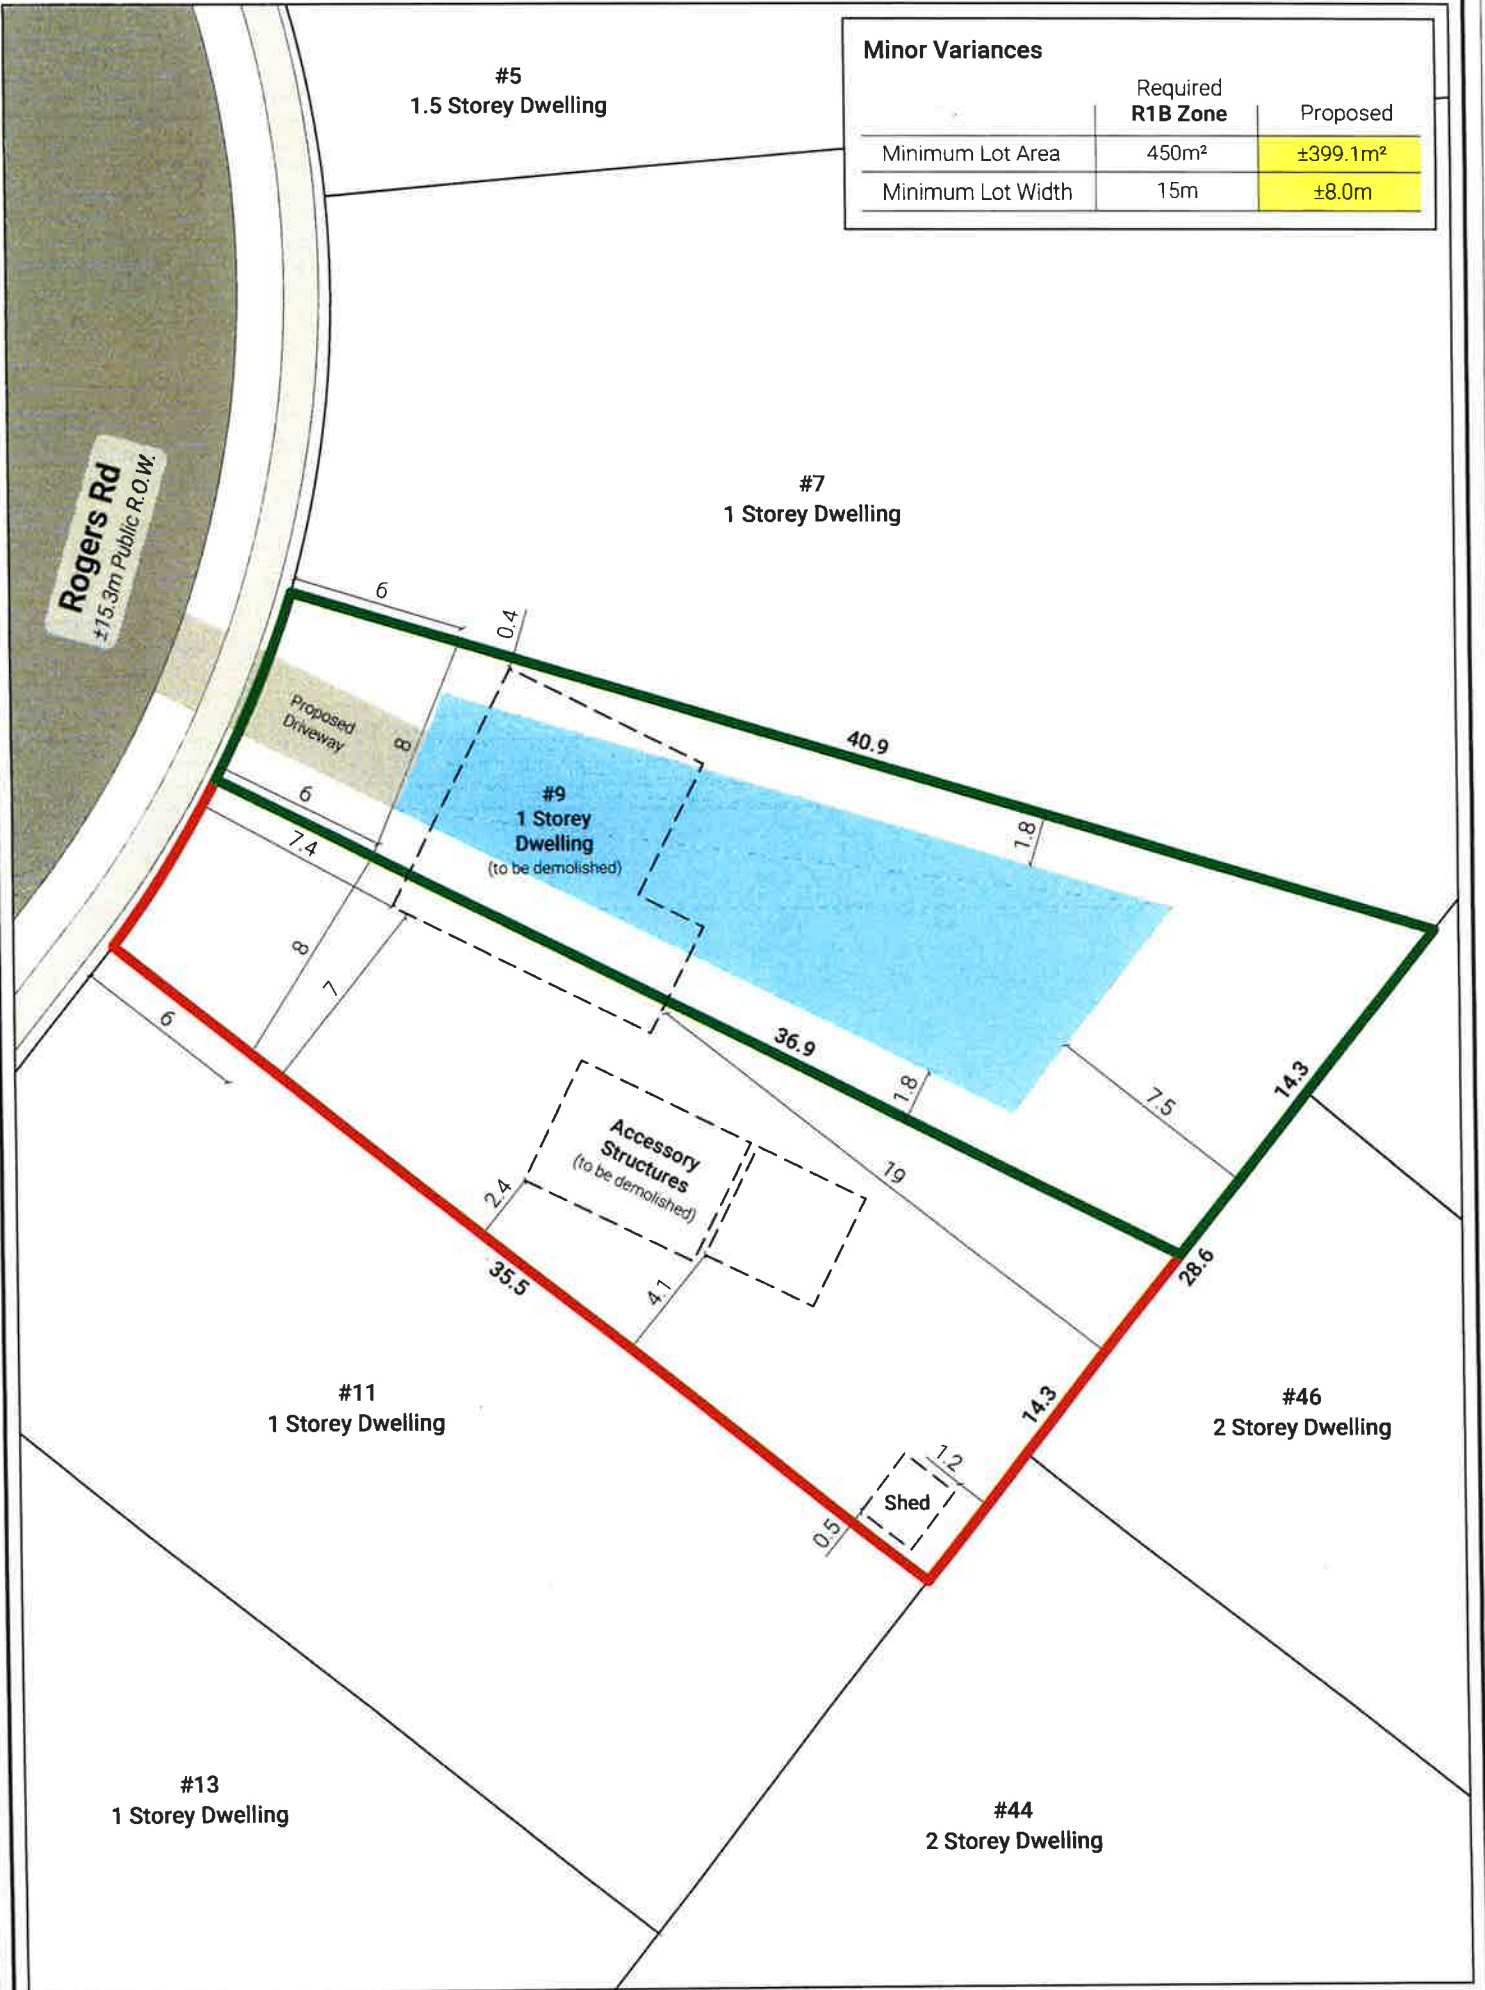 Minor Variances
Required
R1B Zone
Proposed
Minimum Lot Area 450m² ±399.1m²
Minimum Lot Width 15m ±8.0m
#5
1.5 Storey Dwelling
#7
1 Storey Dwelling
Rogers Rd
±15.3m Public R.O.W.
6
0.4
Proposed
Driveway
8
40.9
6
7.4
#9
1 Storey
Dwelling
(to be demolished)
1.8
8
7
6
36.9
1.8
7.5
14.3
Accessory
Structures
(to be demolished)
2.4
19
4.1
35.5
28.6
14.3
#11
1 Storey Dwelling
#46
2 Storey Dwelling
1.2
Shed
0.5
#13
1 Storey Dwelling
#44
2 Storey Dwelling